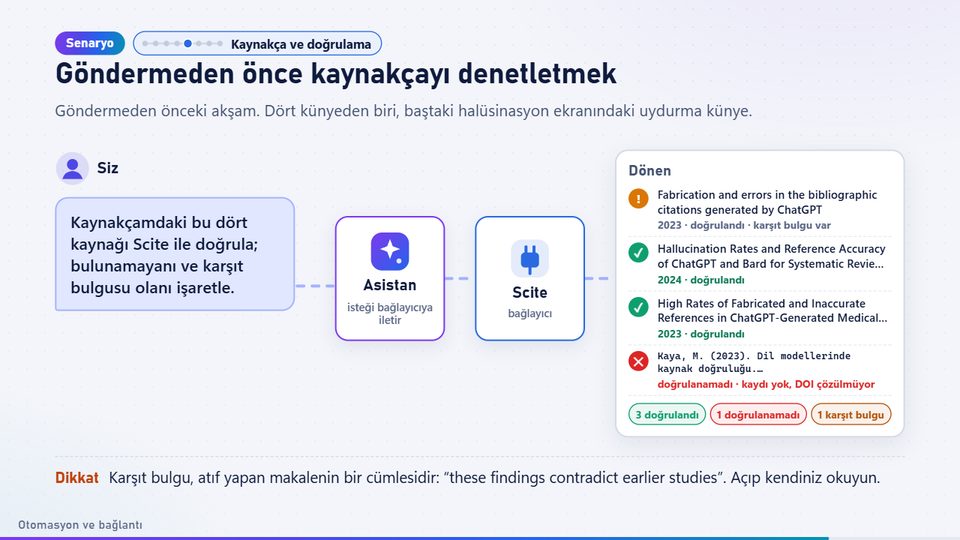 Senaryo
Kaynakça ve doğrulama
Göndermeden önce kaynakçayı denetletmek
Göndermeden önceki akşam. Dört künyeden biri, baştaki halüsinasyon ekranındaki uydurma künye.
Siz
Kaynakçamdaki bu dört
kaynağı Scite ile doğrula;
bulunamayanı ve karşıt
bulgusu olanı işaretle.
Asistan
isteği bağlayıcıya
iletir
Scite
bağlayıcı
Dönen
Fabrication and errors in the bibliographic
citations generated by ChatGPT
2023 · doğrulandı · karşıt bulgu var
Hallucination Rates and Reference Accuracy
of ChatGPT and Bard for Systematic Revie…
2024 · doğrulandı
High Rates of Fabricated and Inaccurate
References in ChatGPT-Generated Medical…
2023 · doğrulandı
Kaya, M. (2023). Dil modellerinde
kaynak doğruluğu.…
doğrulanamadı · kaydı yok, DOI çözülmüyor
3 doğrulandı
1 doğrulanamadı
1 karşıt bulgu
Dikkat Karşıt bulgu, atıf yapan makalenin bir cümlesidir: “these findings contradict earlier studies”. Açıp kendiniz okuyun.
Otomasyon ve bağlantı